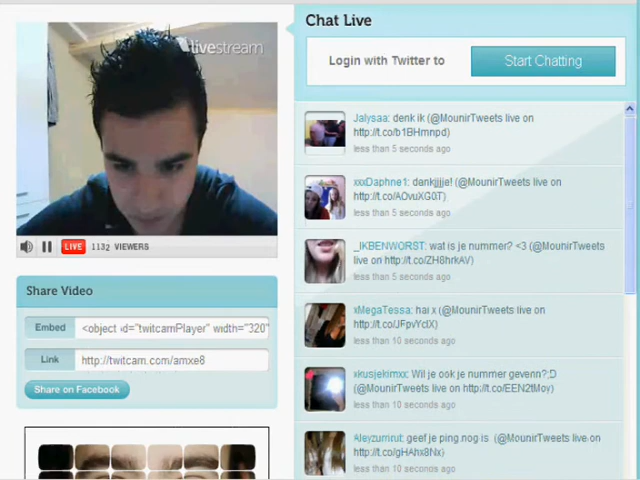 livestream
LIVE 1132 VIEWERS
Share Video
Embed <object id="twitcamPlayer" width="320"
Link http://twitcam.com/amxe8
Share on Facebook
Chat Live
Login with Twitter to Start Chatting
Jalysaa: denk ik (@MounirTweets live on
http://t.co/b1BHrnnpd)
less than 5 seconds ago
xxxDaphne1: dankjjjje! (@MounirTweets live on
http://t.co/AOvuXG0T)
less than 5 seconds ago
_IKBENWORST: wat is je nummer? <3 (@MounirTweets
live on http://t.co/ZH8hrkAV)
less than 5 seconds ago
xMegaTessa: hai x (@MounirTweets live on
http://t.co/JFpvYclX)
less than 10 seconds ago
xkusjekimxx: Wil je ook je nummer gevenn?;D
(@MounirTweets live on http://t.co/EEN2tMoy)
less than 10 seconds ago
Aleyzumrut: geef je ping nog is (@MounirTweets live on
http://t.co/gHAhx8Nx)
less than 10 seconds ago